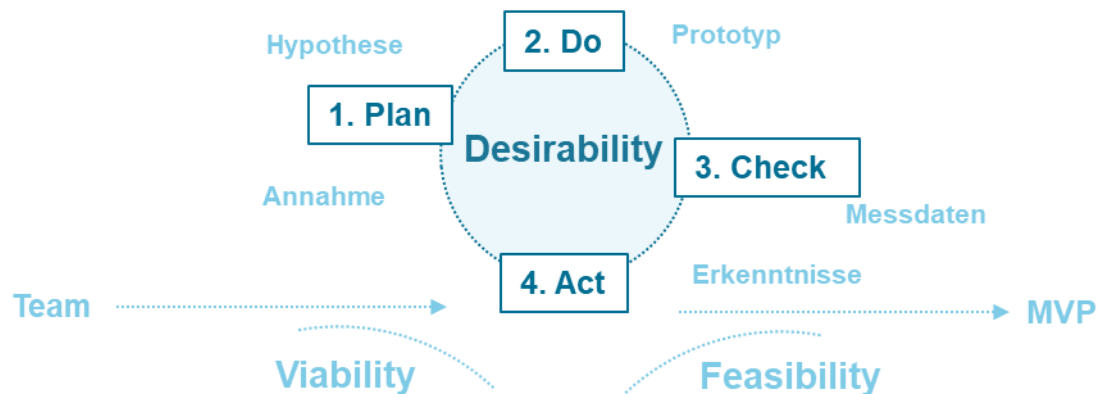 Hypothese
2. Do
Prototyp
1. Plan
Desirability
3. Check
Annahme
Messdaten
4. Act
Erkenntnisse
Team
MVP
Viability
Feasibility